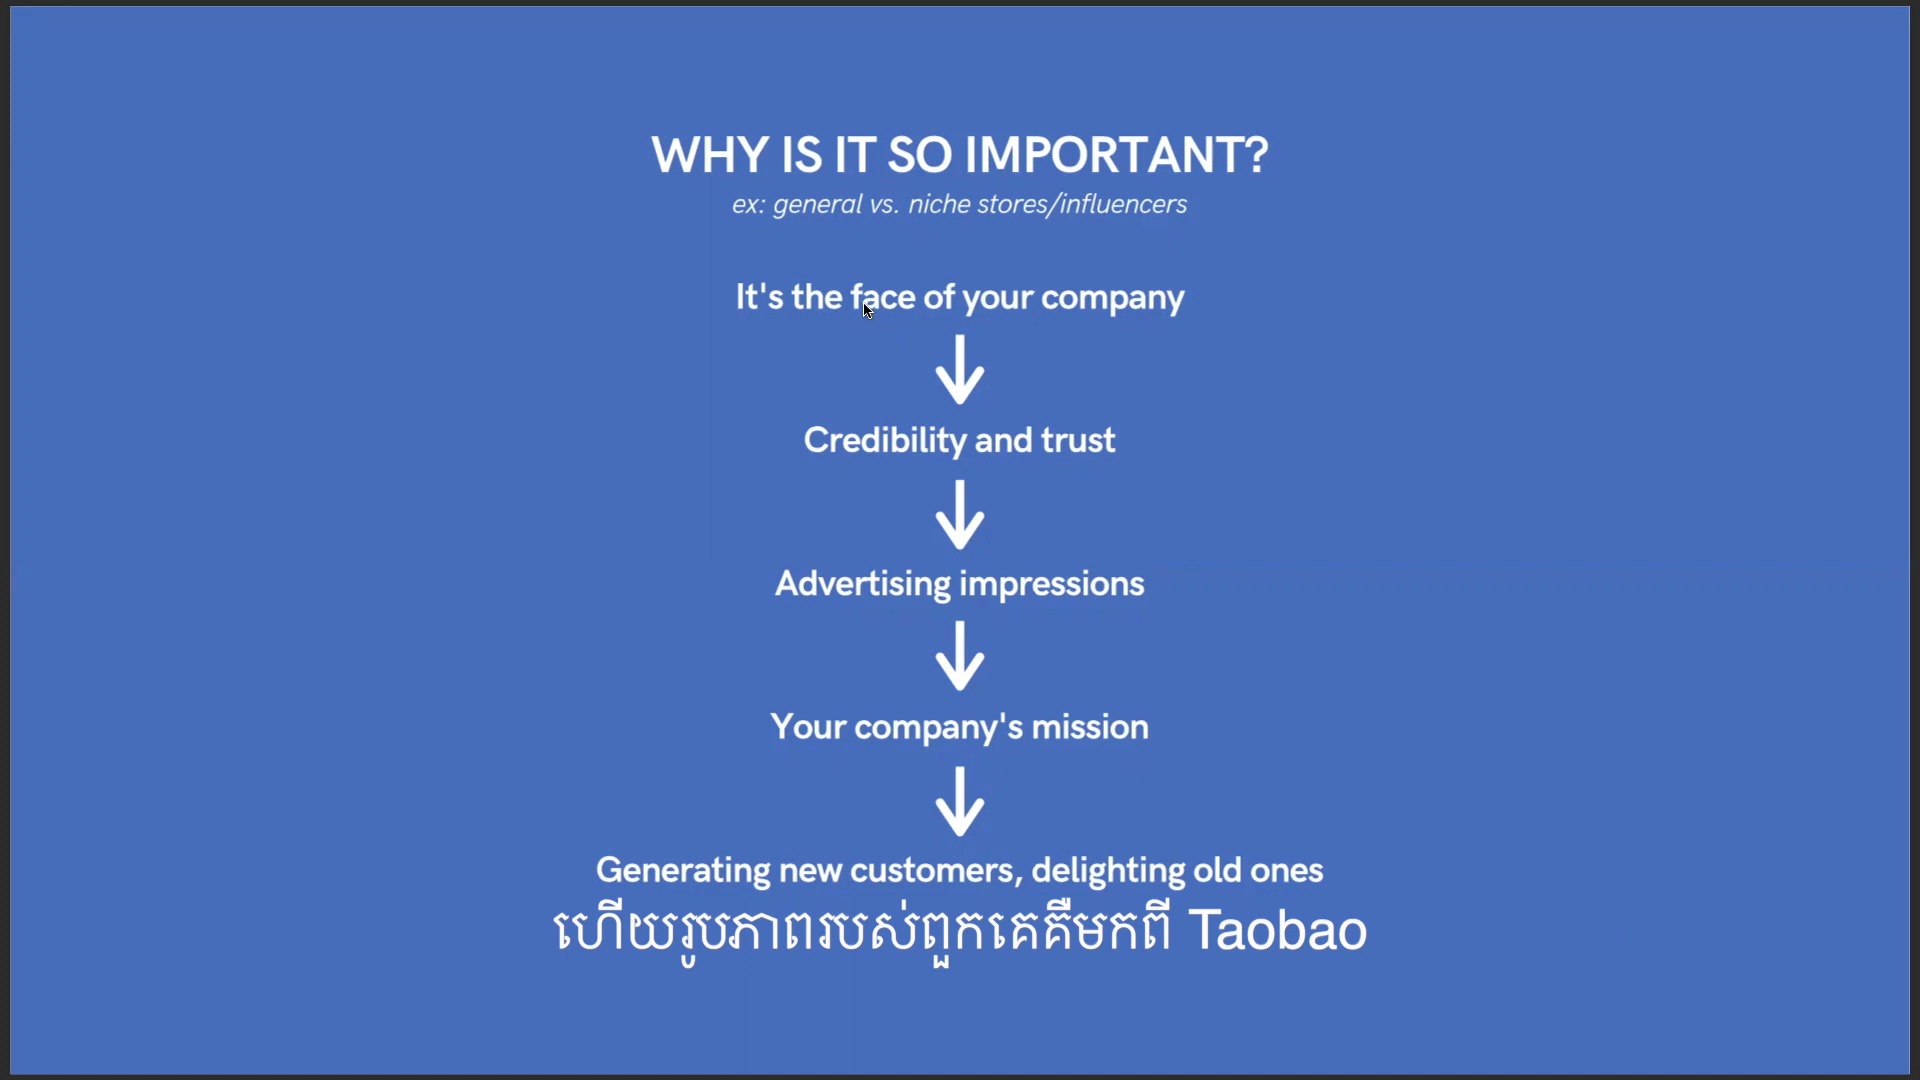 WHY IS IT SO IMPORTANT?
ex: general vs. niche stores/influencers
It's the face of your company
Credibility and trust
Advertising impressions
Your company's mission
Generating new customers, delighting old ones
ហើយរូបភាពរបស់ពួកគេគឺមកពី Taobao